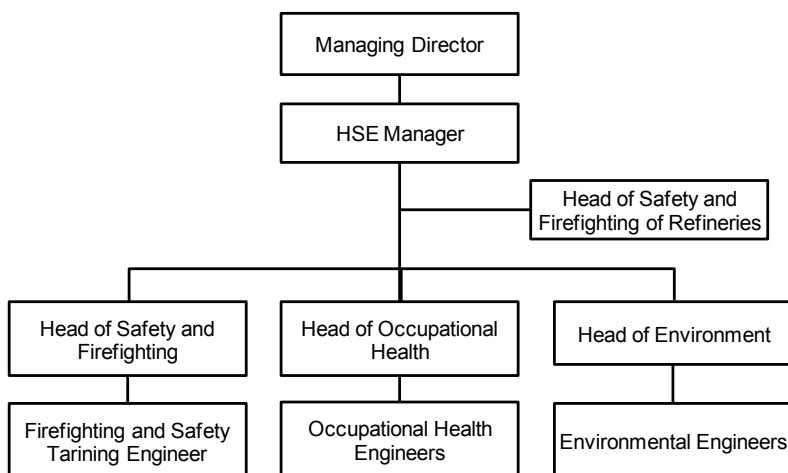 Managing Director
HSE Manager
Head of Safety and
Firefighting of Refineries
Head of Safety and
Firefighting
Head of Occupational
Health
Head of Environment
Firefighting and Safety
Tarining Engineer
Occupational Health
Engineers
Environmental Engineers